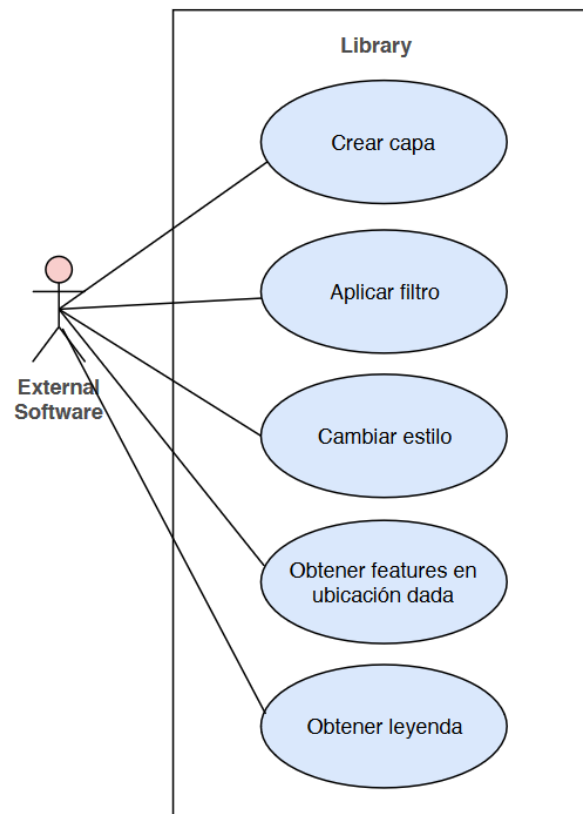 Library
Crear capa
Aplicar filtro
External
Software
Cambiar estilo
Obtener features en
ubicación dada
Obtener leyenda